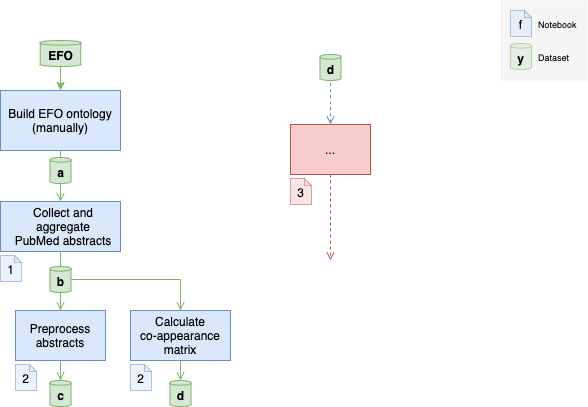 f Notebook
y Dataset
EFO
d
Build EFO ontology
(manually)
...
a
3
Collect and
aggregate
PubMed abstracts
1
b
Preprocess
abstracts
Calculate
co-appearance
matrix
2
2
c
d